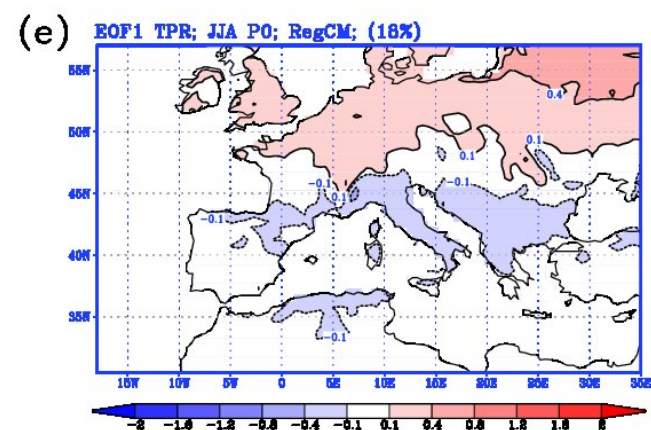 (e) EOF1 TPR; JJA P0; RegCM; (18%)
55N
0.4
50N
0.1
0.1
-0.1
-0.1
45N
0.1
-0.1
40N
35N
-0.1
15W 10W 5W 0 5E 10E 15E 20E 25E 30E 35E
-2 -1.6 -1.2 -0.8 -0.4 -0.1 0.1 0.4 0.8 1.2 1.6 2